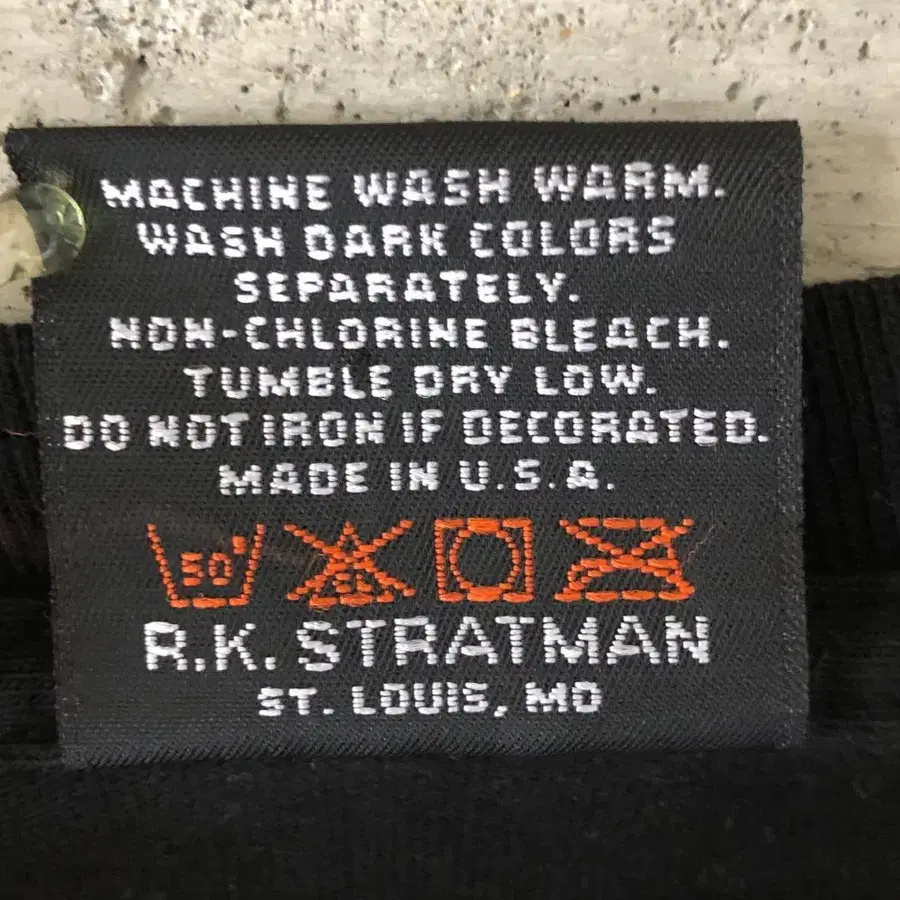 MACHINE WASH WARM.
WASH DARK COLORS
SEPARATELY.
NON-CHLORINE BLEACH.
TUMBLE DRY LOW.
DO NOT IRON IF DECORATED.
MADE IN U.S.A.
50° CL
R.K. STRATMAN
ST. LOUIS, MO